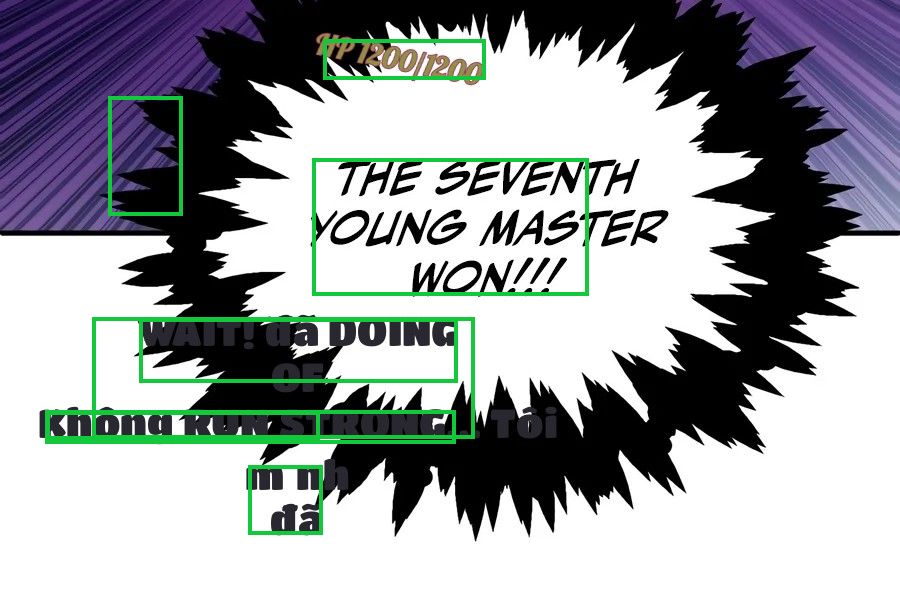 HP 1200/1200
THE SEVENTH
YOUNG MASTER
WON!!!
WAIT! đã DOING
OF
Không RUN STRONG... Tôi
m nh
đã